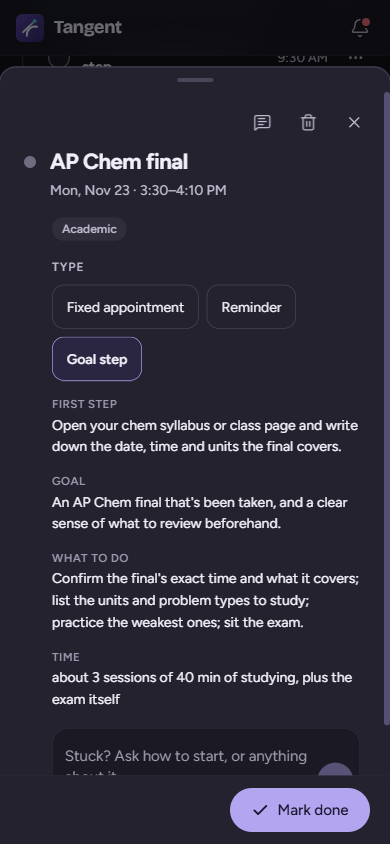 Tangent
step
9:30 AM
AP Chem final
Mon, Nov 23 · 3:30–4:10 PM
Academic
TYPE
Fixed appointment
Reminder
Goal step
FIRST STEP
Open your chem syllabus or class page and write
down the date, time and units the final covers.
GOAL
An AP Chem final that's been taken, and a clear
sense of what to review beforehand.
WHAT TO DO
Confirm the final's exact time and what it covers;
list the units and problem types to study;
practice the weakest ones; sit the exam.
TIME
about 3 sessions of 40 min of studying, plus the
exam itself
Stuck? Ask how to start, or anything
about it
Mark done